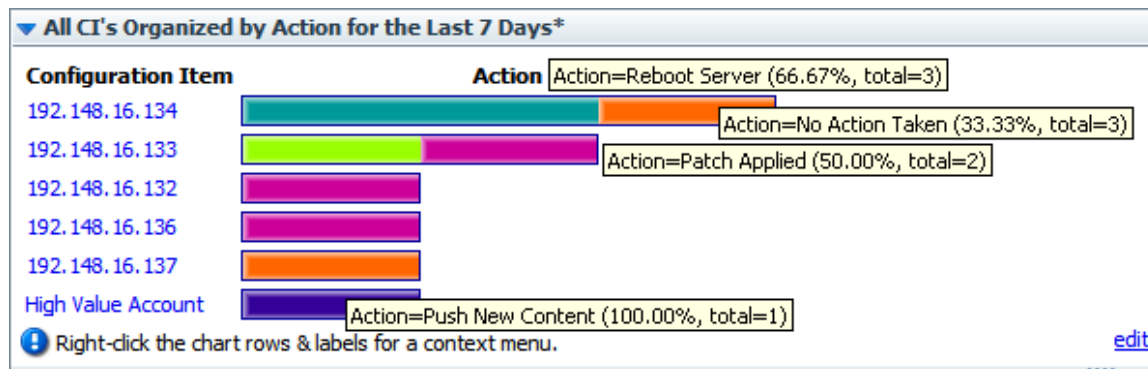 All CI's Organized by Action for the Last 7 Days*
Configuration Item Action Action=Reboot Server (66.67%, total=3)
192.148.16.134
Action=No Action Taken (33.33%, total=3)
192.148.16.133
Action=Patch Applied (50.00%, total=2)
192.148.16.132
192.148.16.136
192.148.16.137
High Value Account
Action=Push New Content (100.00%, total=1)
Right-click the chart rows & labels for a context menu. edit